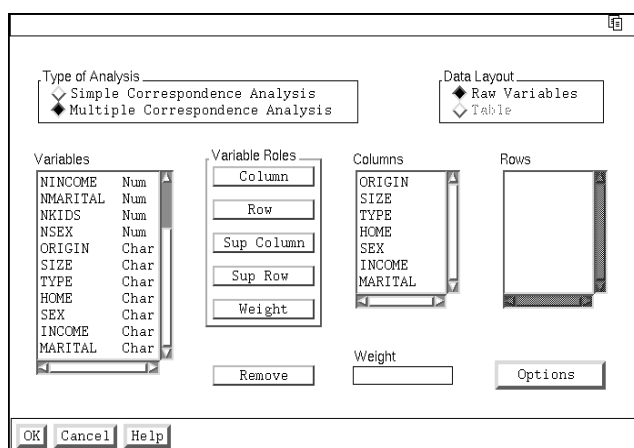 Type of Analysis
Simple Correspondence Analysis
Multiple Correspondence Analysis
Data Layout
Raw Variables
Table
Variables
NINCOME Num
NMARITAL Num
NKIDS Num
NSEX Num
ORIGIN Char
SIZE Char
TYPE Char
HOME Char
SEX Char
INCOME Char
MARITAL Char
Variable Roles
Column
Row
Sup Column
Sup Row
Weight
Remove
Columns
ORIGIN
SIZE
TYPE
HOME
SEX
INCOME
MARITAL
Rows
Weight
Options
OK Cancel Help